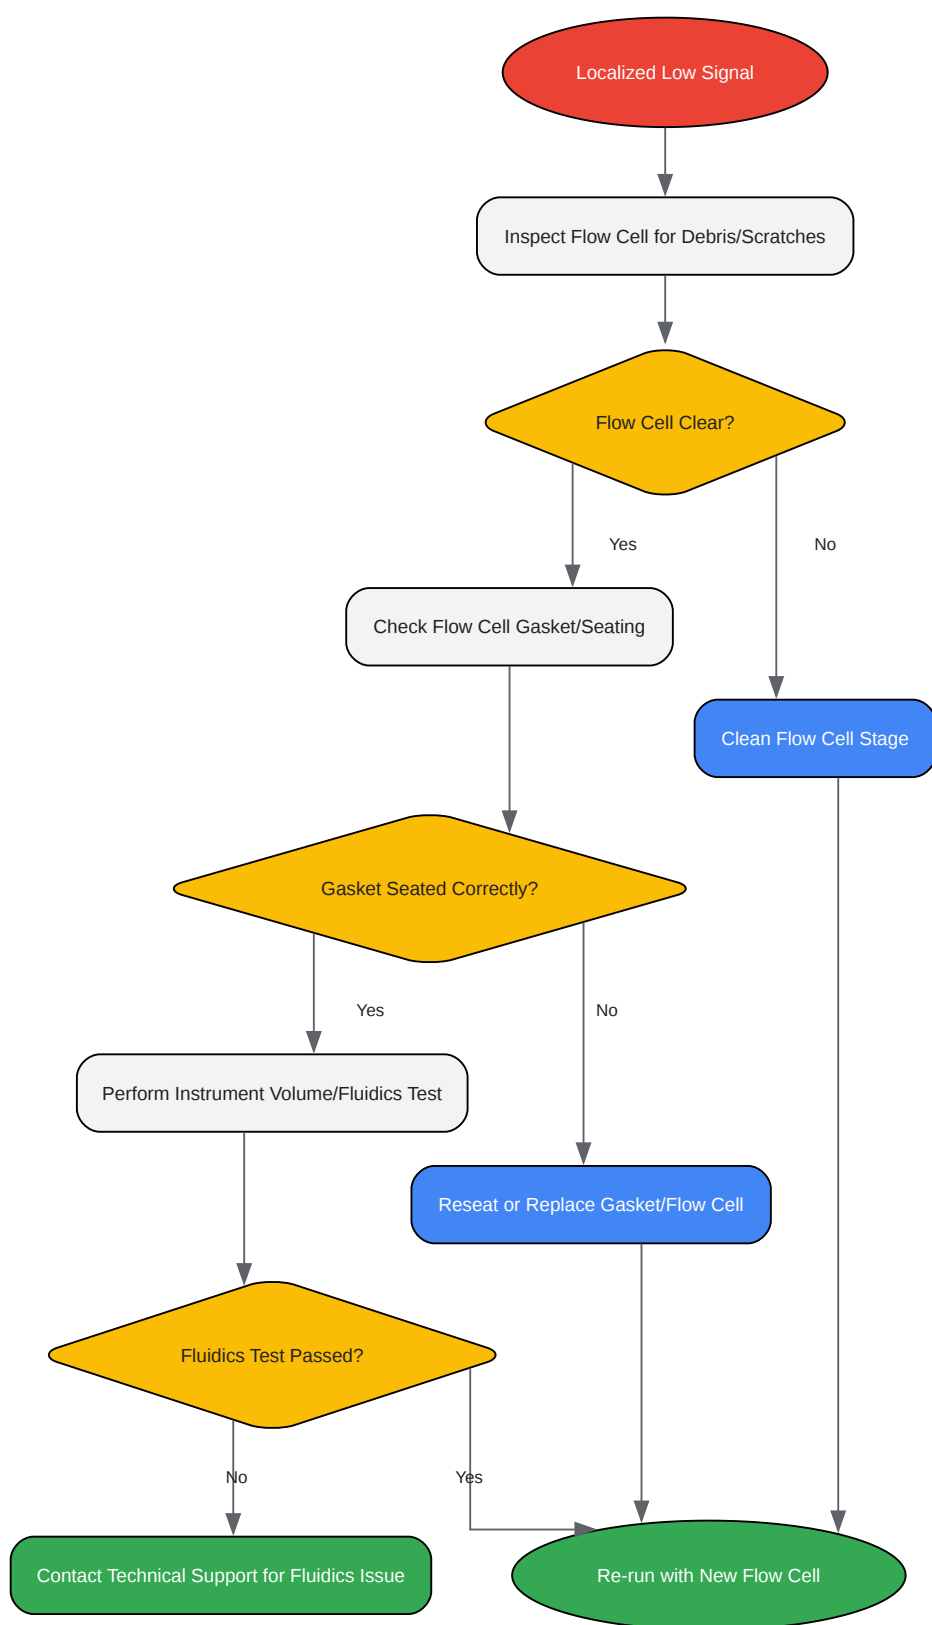 Localized Low Signal
Inspect Flow Cell for Debris/Scratches
Flow Cell Clear?
Yes
No
Check Flow Cell Gasket/Seating
Clean Flow Cell Stage
Gasket Seated Correctly?
Yes
No
Perform Instrument Volume/Fluidics Test
Reseat or Replace Gasket/Flow Cell
Fluidics Test Passed?
No
Yes
Contact Technical Support for Fluidics Issue
Re-run with New Flow Cell